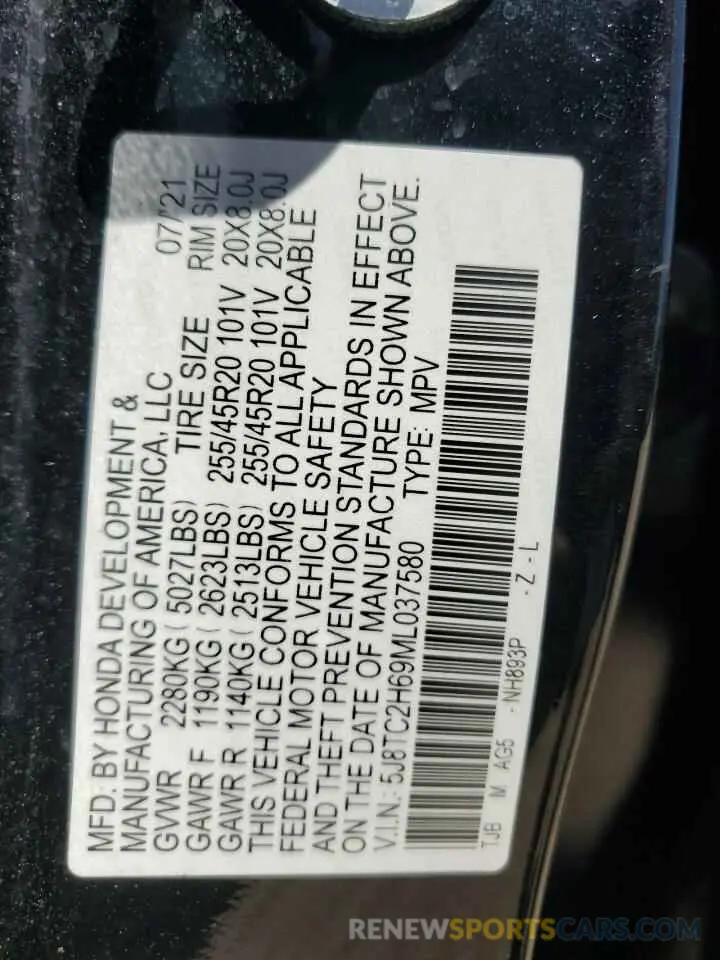 MFD. BY HONDA DEVELOPMENT &
MANUFACTURING OF AMERICA, LLC 07/'21
GVWR 2280KG ( 5027LBS) TIRE SIZE RIM SIZE
GAWR F 1190KG ( 2623LBS) 255/45R20 101V 20X8.0J
GAWR R 1140KG ( 2513LBS) 255/45R20 101V 20X8.0J
THIS VEHICLE CONFORMS TO ALL APPLICABLE
FEDERAL MOTOR VEHICLE SAFETY
AND THEFT PREVENTION STANDARDS IN EFFECT
ON THE DATE OF MANUFACTURE SHOWN ABOVE.
V.I.N.: 5J8TC2H69ML037580 TYPE: MPV
TJB M AG5 - NH893P - Z - L
RENEWSPORTSCARS.COM